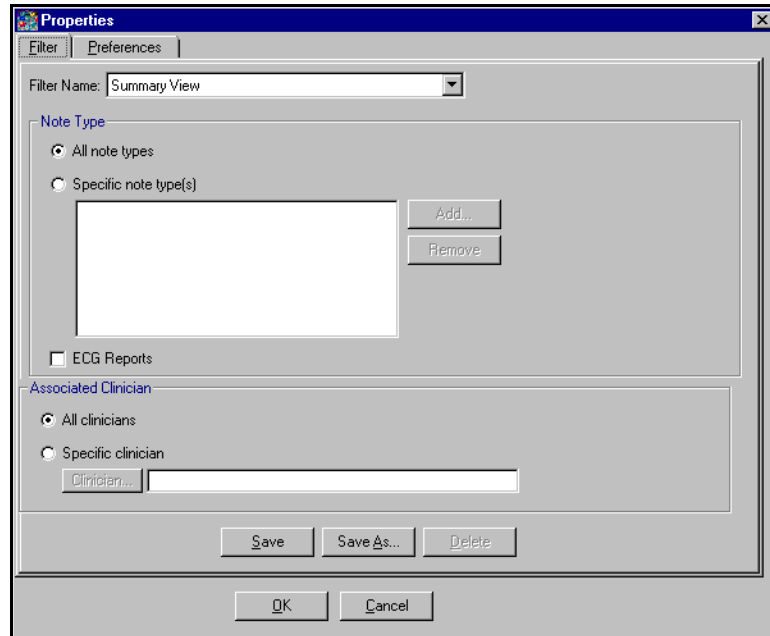 Properties
Filter Preferences
Filter Name: Summary View
Note Type
All note types
Specific note type(s)
Add...
Remove
ECG Reports
Associated Clinician
All clinicians
Specific clinician
Clinician...
Save Save As... Delete
OK Cancel